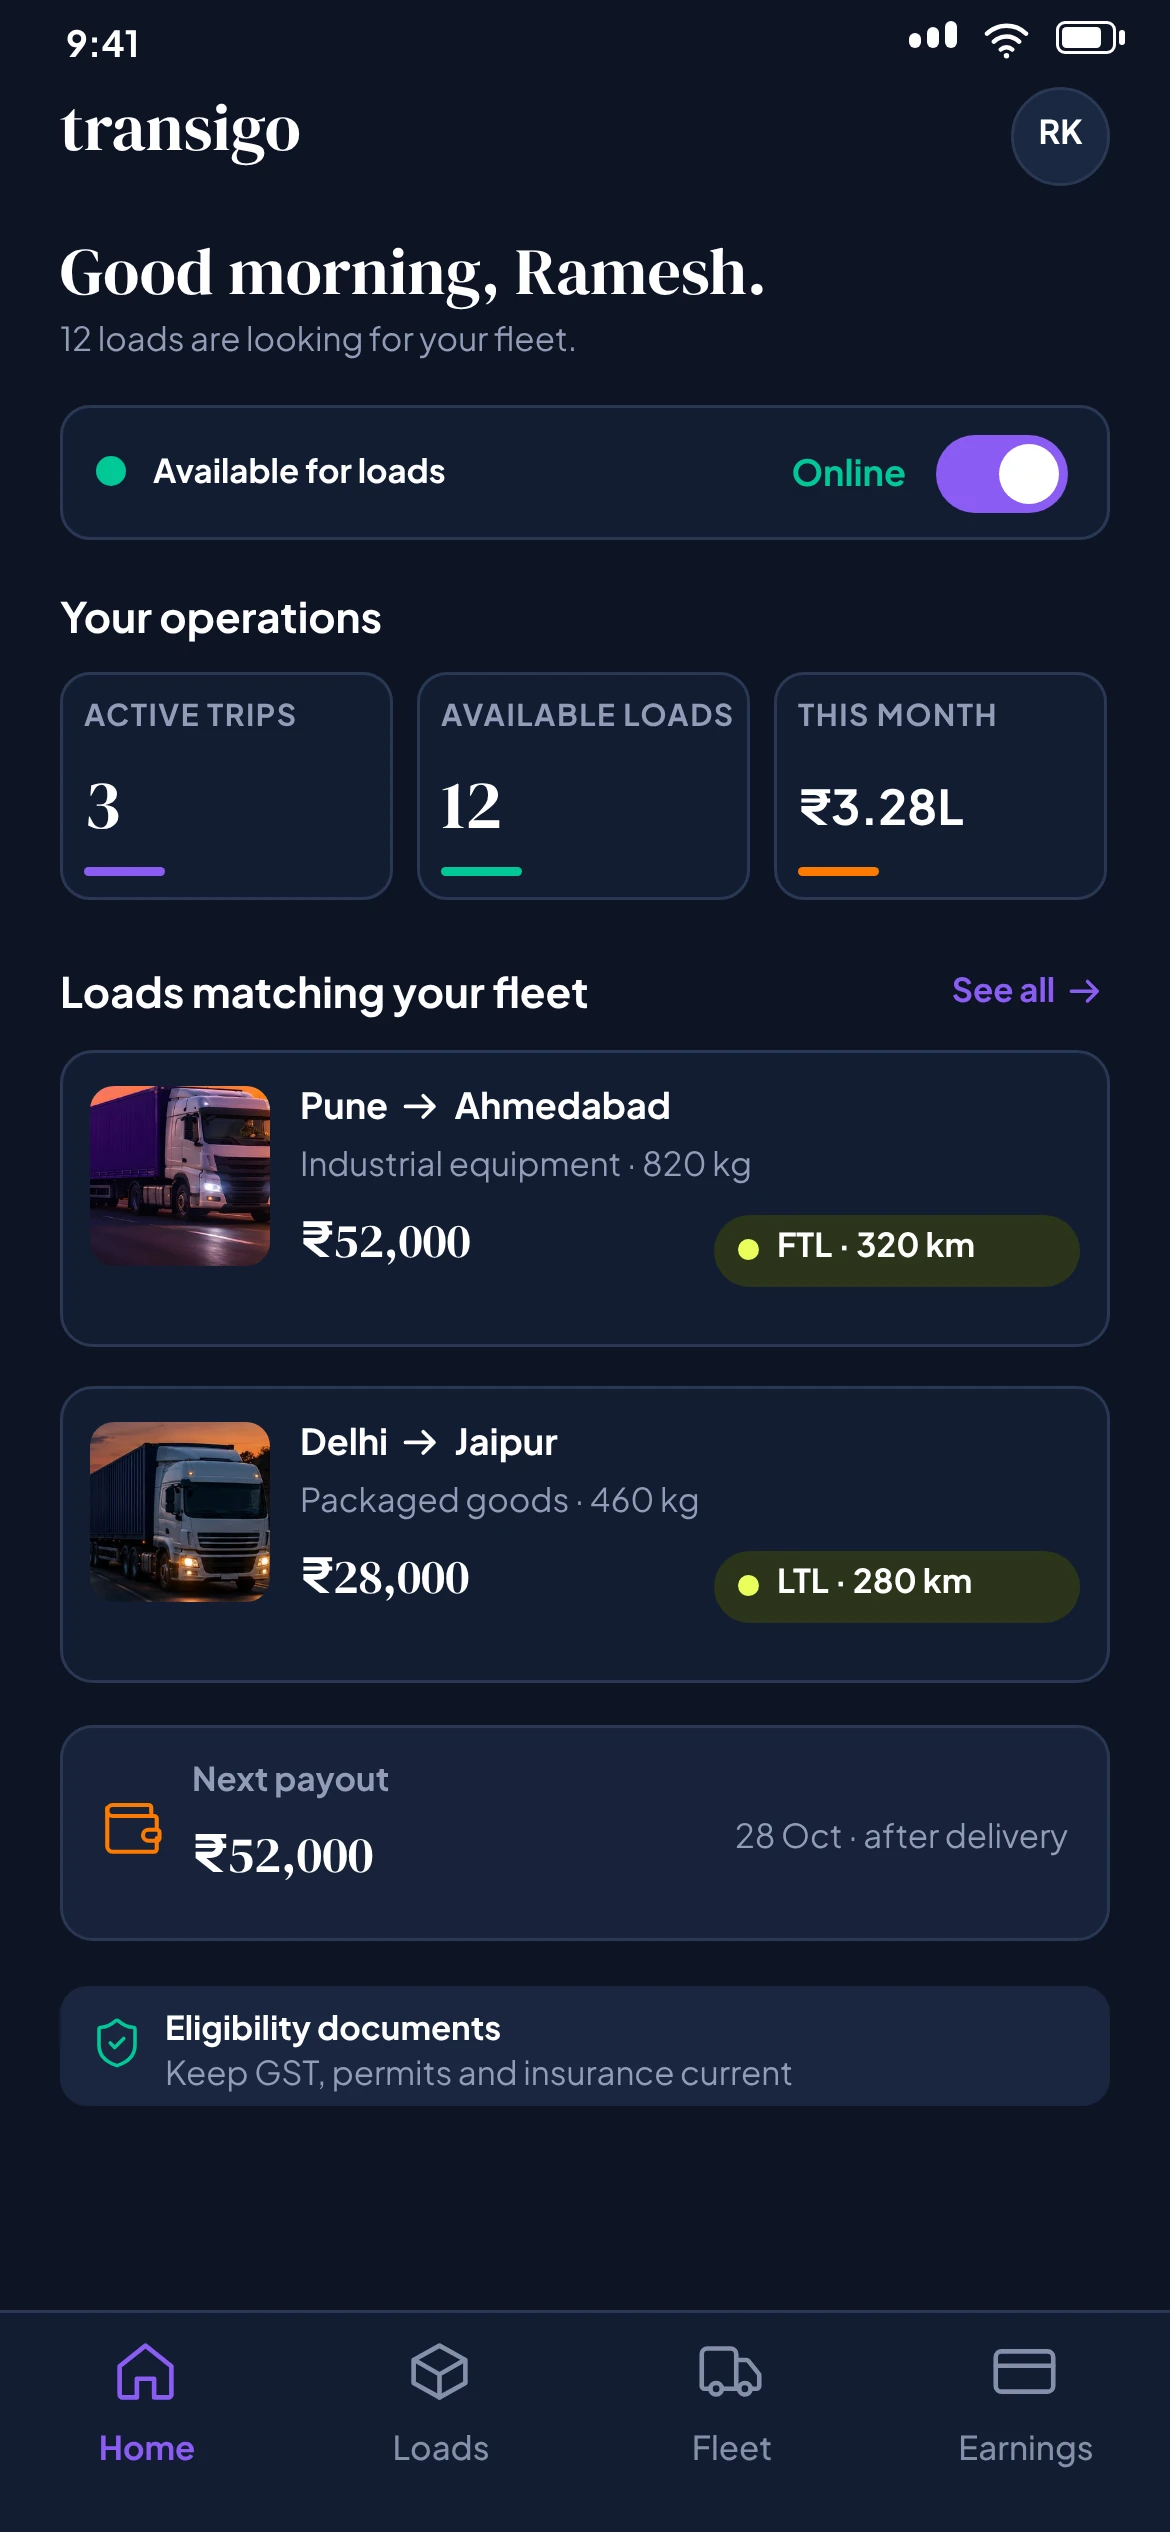 9:41
transigo
RK
Good morning, Ramesh.
12 loads are looking for your fleet.
Available for loads
Online
Your operations
ACTIVE TRIPS
3
AVAILABLE LOADS
12
THIS MONTH
₹3.28L
Loads matching your fleet
See all →
Pune → Ahmedabad
Industrial equipment · 820 kg
₹52,000
FTL · 320 km
Delhi → Jaipur
Packaged goods · 460 kg
₹28,000
LTL · 280 km
Next payout
₹52,000
28 Oct · after delivery
Eligibility documents
Keep GST, permits and insurance current
Home
Loads
Fleet
Earnings